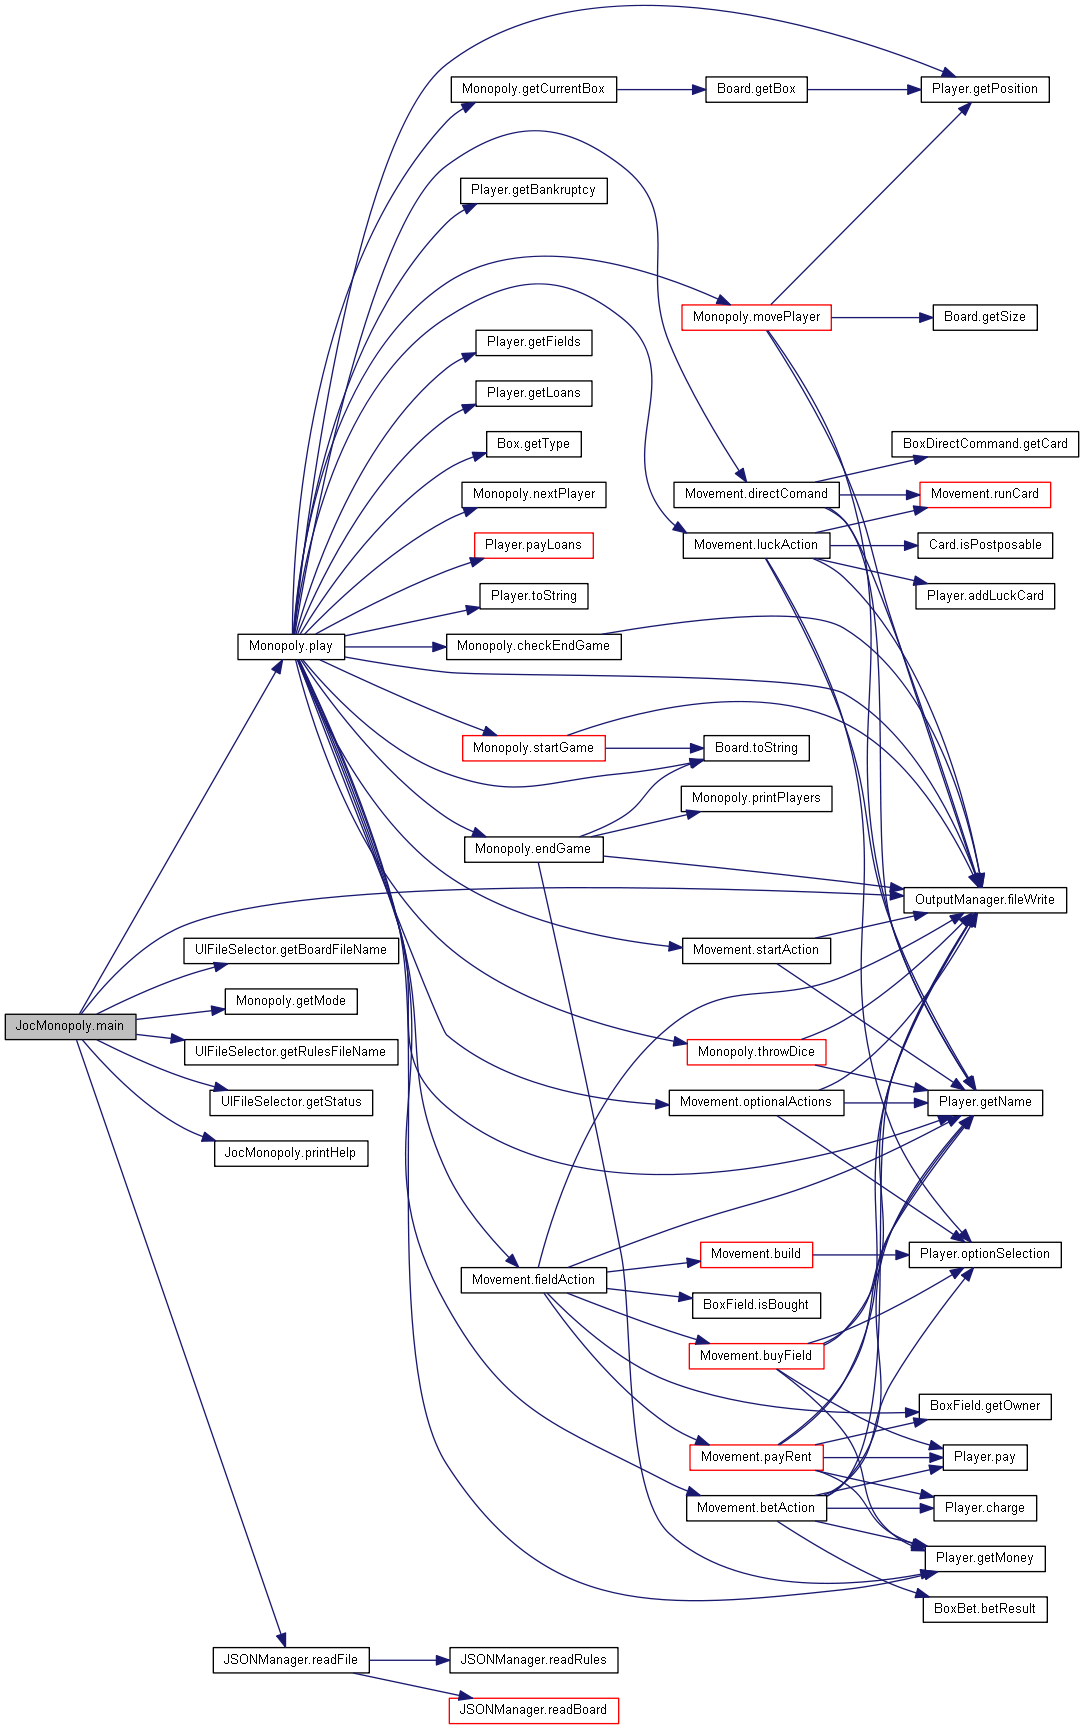 Monopoly.getCurrentBox
Board.getBox
Player.getPosition
Player.getBankruptcy
Monopoly.movePlayer
Board.getSize
Player.getFields
Player.getLoans
Box.getType
BoxDirectCommand.getCard
Monopoly.nextPlayer
Movement.directComand
Movement.runCard
Player.payLoans
Movement.luckAction
Card.isPostposable
Player.toString
Player.addLuckCard
Monopoly.play
Monopoly.checkEndGame
Monopoly.startGame
Board.toString
Monopoly.printPlayers
Monopoly.endGame
OutputManager.fileWrite
UIFileSelector.getBoardFileName
Movement.startAction
Monopoly.getMode
JocMonopoly.main
UIFileSelector.getRulesFileName
Monopoly.throwDice
UIFileSelector.getStatus
Movement.optionalActions
Player.getName
JocMonopoly.printHelp
Movement.build
Player.optionSelection
Movement.fieldAction
BoxField.isBought
Movement.buyField
BoxField.getOwner
Movement.payRent
Player.pay
Movement.betAction
Player.charge
Player.getMoney
BoxBet.betResult
JSONManager.readFile
JSONManager.readRules
JSONManager.readBoard